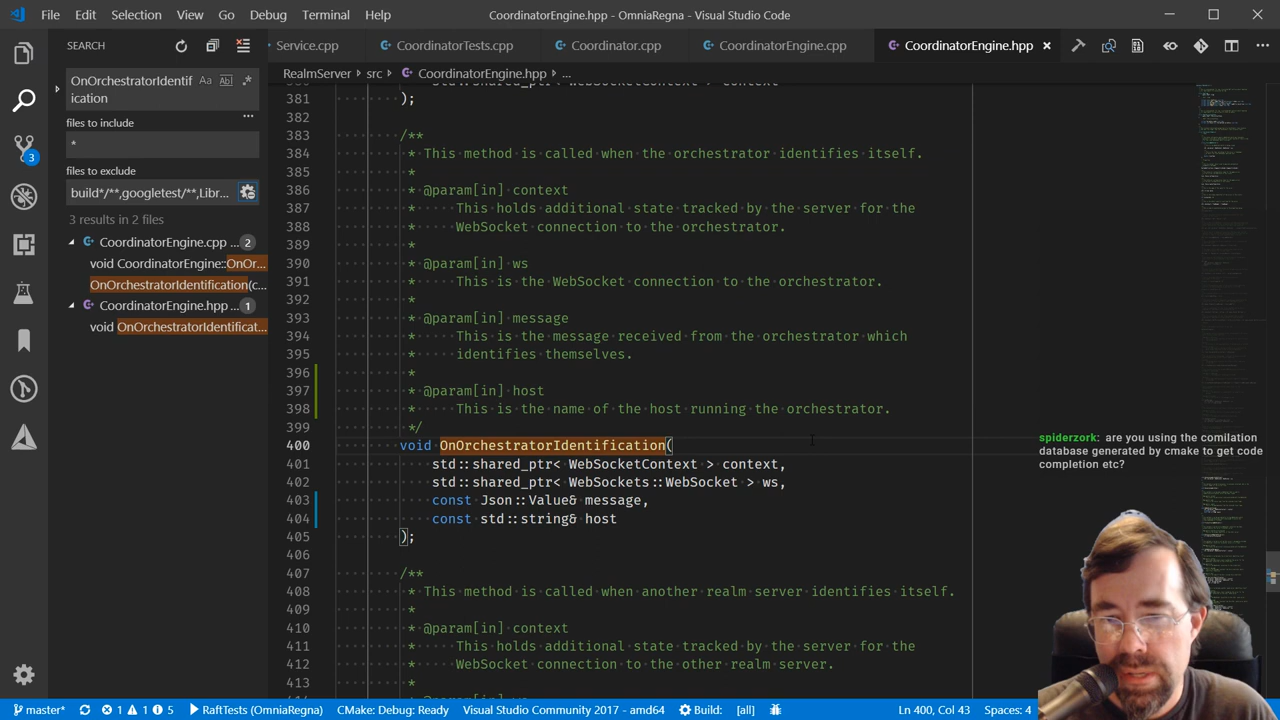 File Edit Selection View Go Debug Terminal Help CoordinatorEngine.hpp - OmniaRegna - Visual Studio Code
SEARCH
Service.cpp CoordinatorTests.cpp Coordinator.cpp CoordinatorEngine.cpp CoordinatorEngine.hpp
OnOrchestratorIdentif
ication
Aa Abl .*
files to include
*
files to exclude
build*/**,googletest/**,Libr...
3 results in 2 files
CoordinatorEngine.cpp ... 2
void CoordinatorEngine::OnOr...
OnOrchestratorIdentification(c...
CoordinatorEngine.hpp ... 1
void OnOrchestratorIdentificat...
3
RealmServer > src > CoordinatorEngine.hpp > ...
std::shared_ptr< WebSocketContext > context
381 );
382
383 /**
384 * This method is called when the orchestrator identifies itself.
385 *
386 * @param[in] context
387 * This holds additional state tracked by the server for the
388 * WebSocket connection to the orchestrator.
389 *
390 * @param[in] ws
391 * This is the WebSocket connection to the orchestrator.
392 *
393 * @param[in] message
394 * This is the message received from the orchestrator which
395 * identifies themselves.
396 *
397 * @param[in] host
398 * This is the name of the host running the orchestrator.
399 */
400 void OnOrchestratorIdentification(
401 std::shared_ptr< WebSocketContext > context,
402 std::shared_ptr< WebSockets::WebSocket > ws,
403 const Json::Value& message,
404 const std::string& host
405 );
406
407 /**
408 * This method is called when another realm server identifies itself.
409 *
410 * @param[in] context
411 * This holds additional state tracked by the server for the
412 * WebSocket connection to the other realm server.
413 *
spiderzork: are you using the comilation
database generated by cmake to get code
completion etc?
master* 1 1 5 RaftTests (OmniaRegna) CMake: Debug: Ready Visual Studio Community 2017 - amd64 Build: [all] Ln 400, Col 43 Spaces: 4